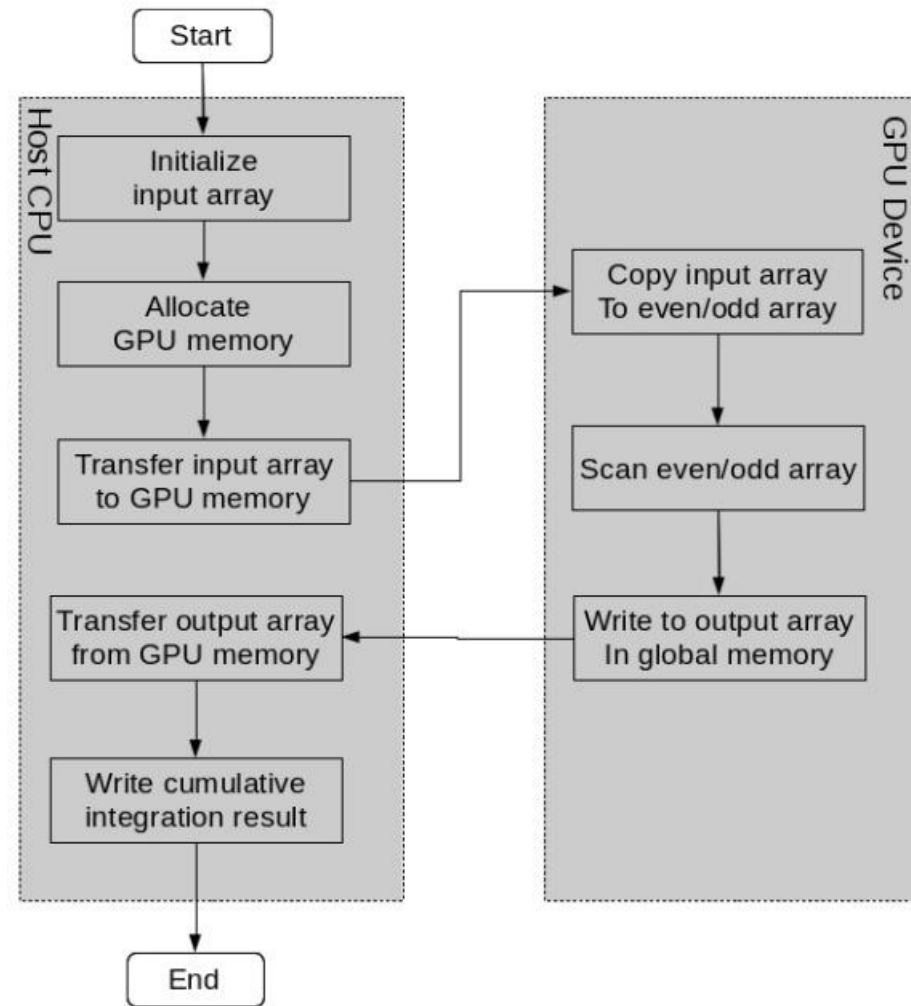 Start
Host CPU
Initialize
input array
Allocate
GPU memory
Transfer input array
to GPU memory
GPU Device
Copy input array
To even/odd array
Scan even/odd array
Write to output array
In global memory
Transfer output array
from GPU memory
Write cumulative
integration result
End